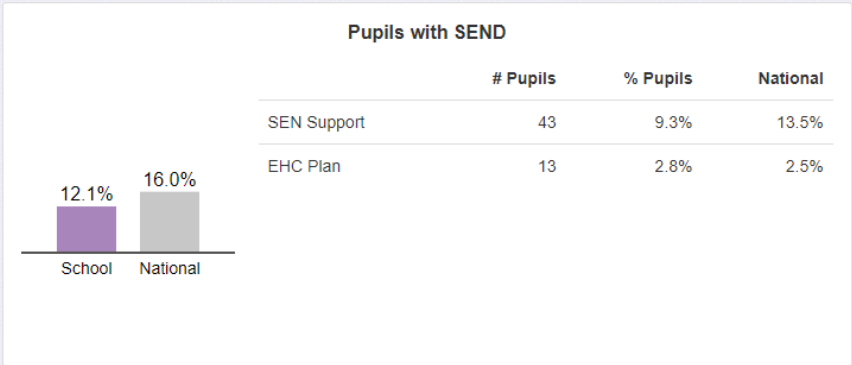 Pupils with SEND
# Pupils % Pupils National
SEN Support 43 9.3% 13.5%
EHC Plan 13 2.8% 2.5%
12.1% 16.0%
School National